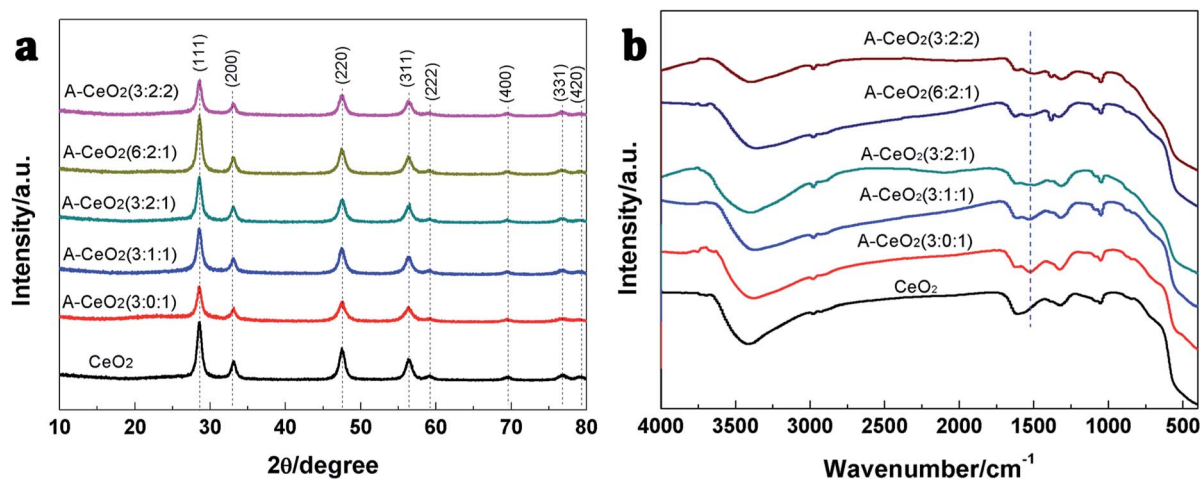 a
(111)
(200)
(220)
(311)
(222)
(400)
(331)
(420)
A-CeO₂(3:2:2)
A-CeO₂(6:2:1)
A-CeO₂(3:2:1)
A-CeO₂(3:1:1)
A-CeO₂(3:0:1)
CeO₂
Intensity/a.u.
10 20 30 40 50 60 70 80
2θ/degree
b
A-CeO₂(3:2:2)
A-CeO₂(6:2:1)
A-CeO₂(3:2:1)
A-CeO₂(3:1:1)
A-CeO₂(3:0:1)
CeO₂
Intensity/a.u.
4000 3500 3000 2500 2000 1500 1000 500
Wavenumber/cm⁻¹